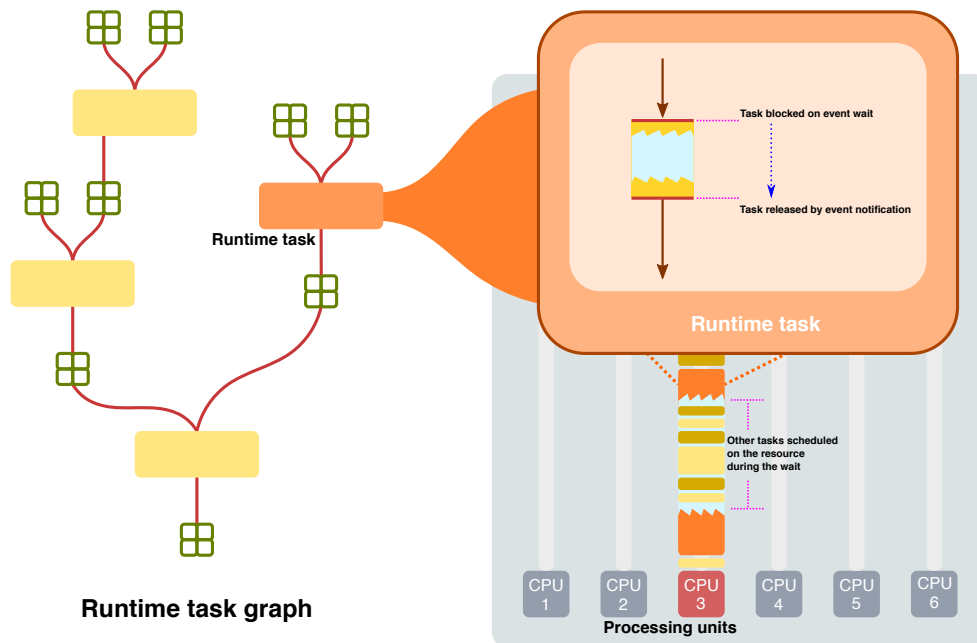 Task blocked on event wait
Task released by event notification
Runtime task
Runtime task
Other tasks scheduled
on the resource
during the wait
CPU
1
CPU
2
CPU
3
CPU
4
CPU
5
CPU
6
Runtime task graph
Processing units